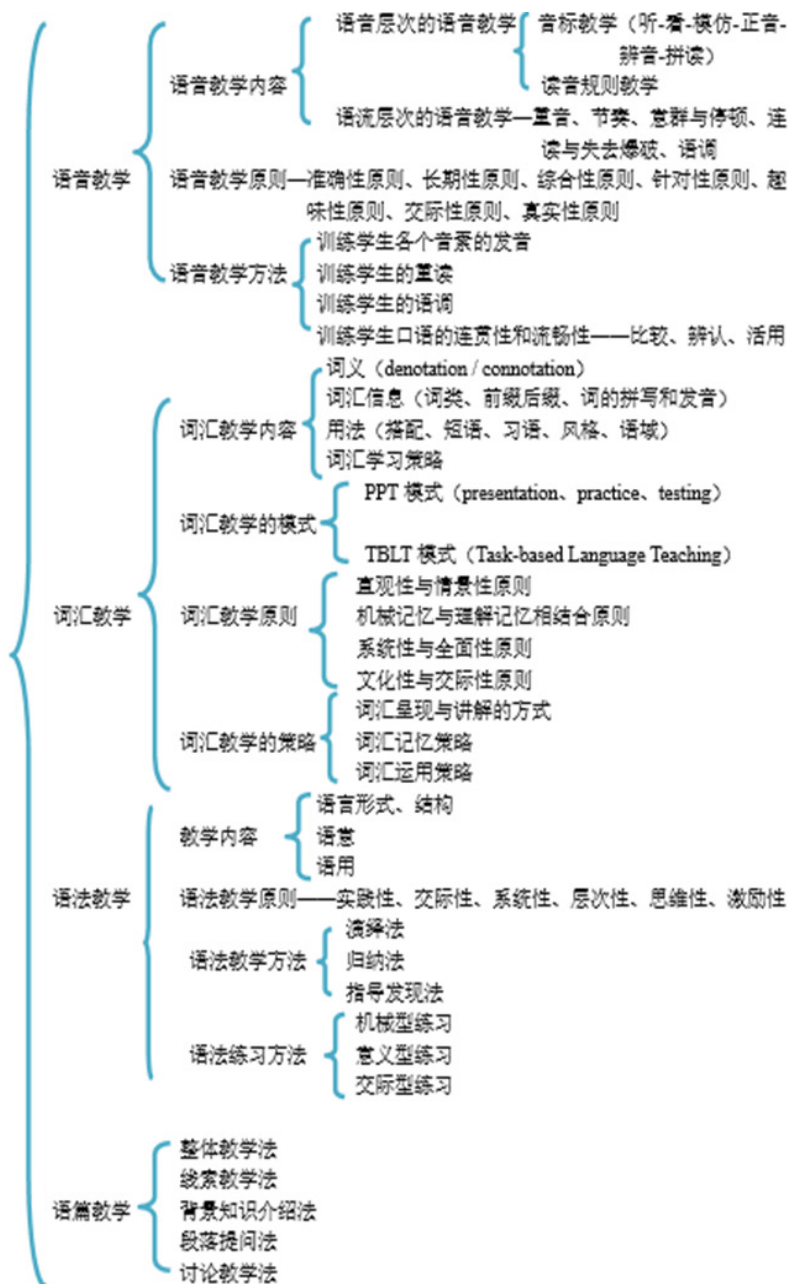 语音层次的语音教学
音标教学（听-看-模仿-正音-
辨音-拼读）
语音教学内容
读音规则教学
语流层次的语音教学—重音、节奏、意群与停顿、连
读与失去爆破、语调
语音教学
语音教学原则—准确性原则、长期性原则、综合性原则、针对性原则、趣
味性原则、交际性原则、真实性原则
训练学生各个音素的发音
语音教学方法
训练学生的重读
训练学生的语调
训练学生口语的连贯性和流畅性——比较、辨认、活用
词义（denotation / connotation）
词汇信息（词类、前缀后缀、词的拼写和发音）
词汇教学内容
用法（搭配、短语、习语、风格、语域）
词汇学习策略
PPT 模式（presentation、practice、testing）
词汇教学的模式
TBLT 模式（Task-based Language Teaching）
直观性与情景性原则
词汇教学
词汇教学原则
机械记忆与理解记忆相结合原则
系统性与全面性原则
文化性与交际性原则
词汇呈现与讲解的方式
词汇教学的策略
词汇记忆策略
词汇运用策略
语言形式、结构
教学内容
语意
语用
语法教学
语法教学原则——实践性、交际性、系统性、层次性、思维性、激励性
演绎法
语法教学方法
归纳法
指导发现法
机械型练习
语法练习方法
意义型练习
交际型练习
整体教学法
线索教学法
语篇教学
背景知识介绍法
段落提问法
讨论教学法